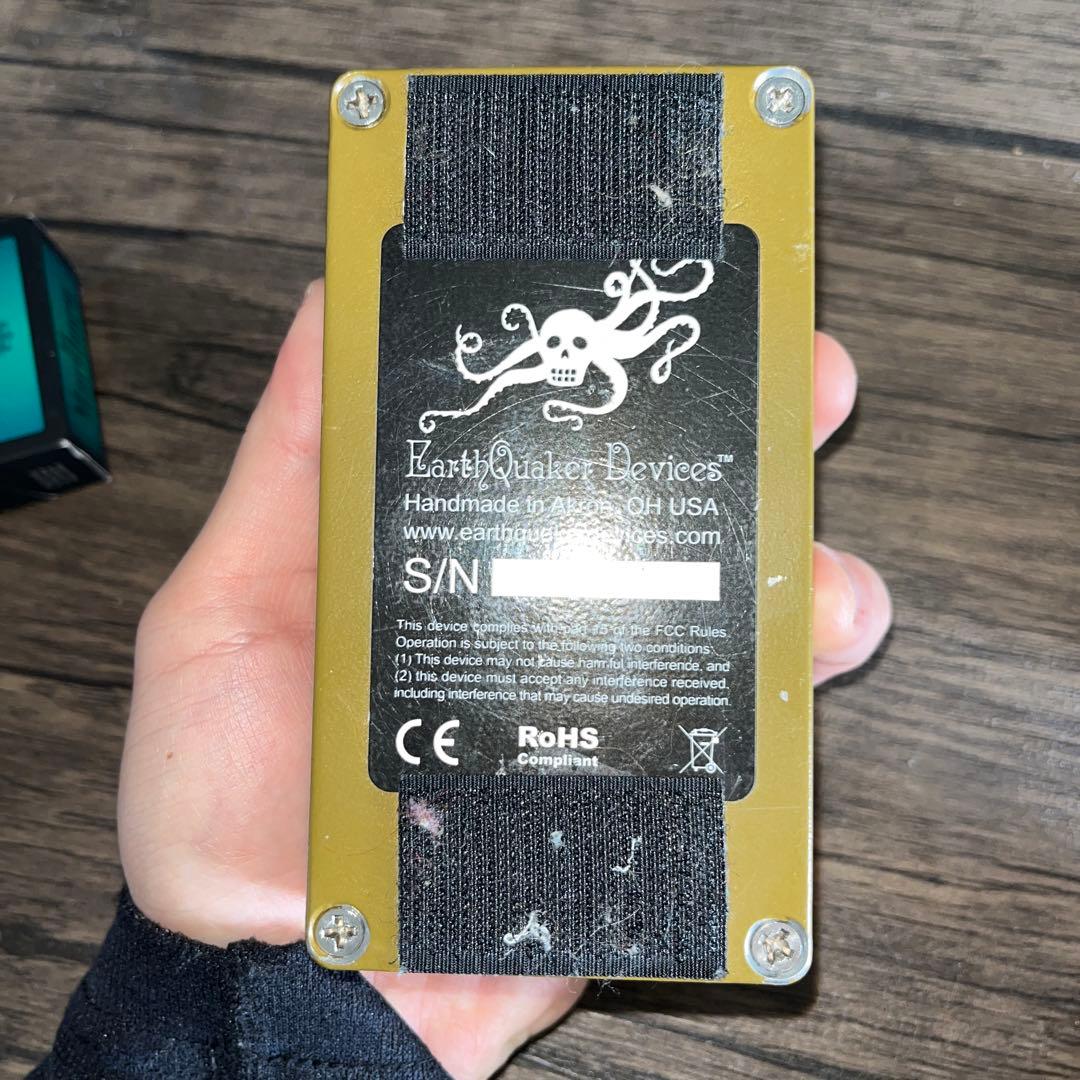 EarthQuaker Devices™
Handmade in Akron, OH USA
www.earthquakerdevices.com
S/N
This device complies with part 15 of the FCC Rules.
Operation is subject to the following two conditions:
(1) This device may not cause harmful interference, and
(2) this device must accept any interference received,
including interference that may cause undesired operation.
CE
RoHS
Compliant